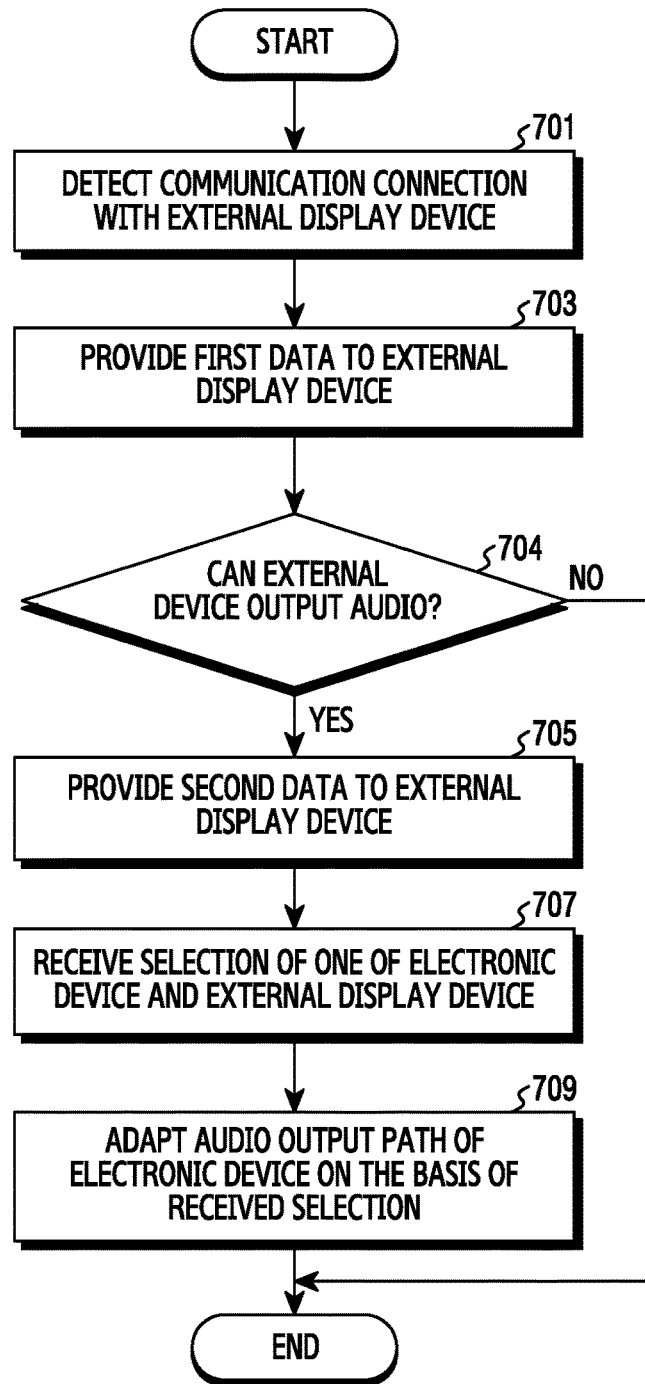 START
701
DETECT COMMUNICATION CONNECTION
WITH EXTERNAL DISPLAY DEVICE
703
PROVIDE FIRST DATA TO EXTERNAL
DISPLAY DEVICE
704
CAN EXTERNAL
DEVICE OUTPUT AUDIO?
NO
YES
705
PROVIDE SECOND DATA TO EXTERNAL
DISPLAY DEVICE
707
RECEIVE SELECTION OF ONE OF ELECTRONIC
DEVICE AND EXTERNAL DISPLAY DEVICE
709
ADAPT AUDIO OUTPUT PATH OF
ELECTRONIC DEVICE ON THE BASIS OF
RECEIVED SELECTION
END